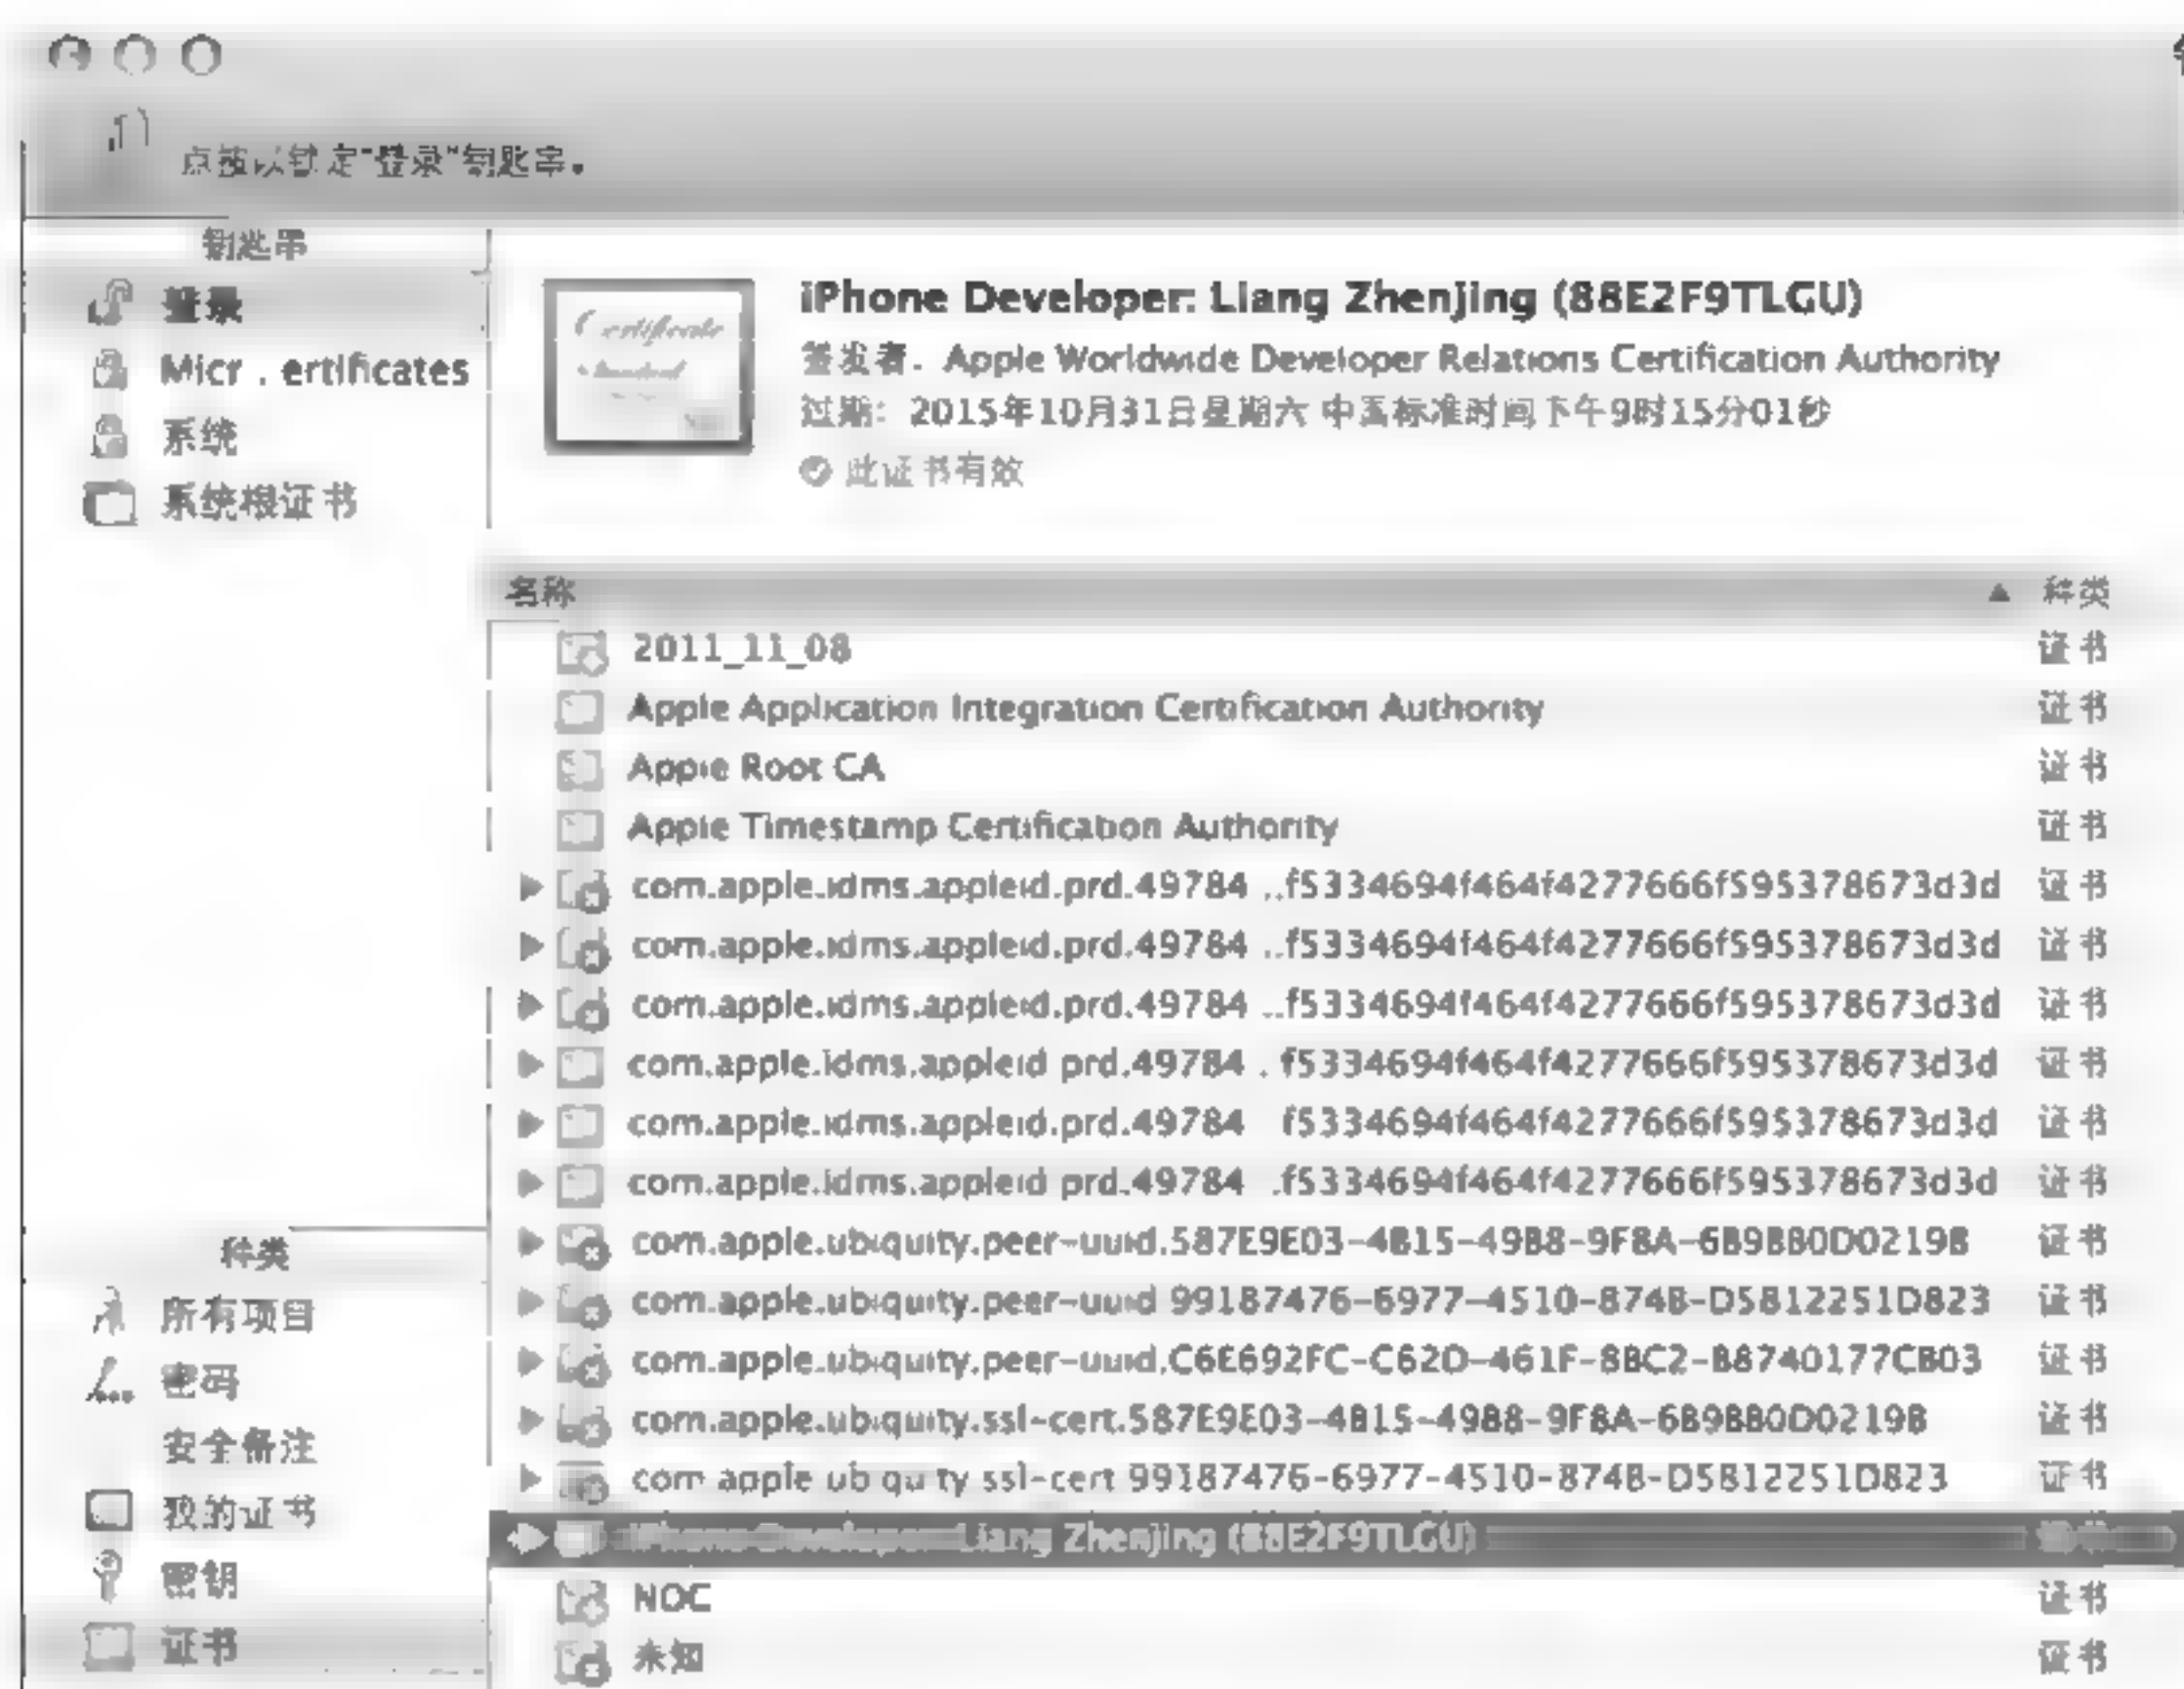 点按以锁定“登录”钥匙串。
钥匙串
登录
Micr . ertificates
系统
系统根证书
iPhone Developer: Liang Zhenjing (88E2F9TLGU)
签发者: Apple Worldwide Developer Relations Certification Authority
过期: 2015年10月31日星期六 中国标准时间下午9时15分01秒
此证书有效
名称 种类
2011_11_08 证书
Apple Application Integration Certification Authority 证书
Apple Root CA 证书
Apple Timestamp Certification Authority 证书
com.apple.idms.appleid.prd.49784 ..f5334694f464f4277666f595378673d3d 证书
com.apple.idms.appleid.prd.49784 ..f5334694f464f4277666f595378673d3d 证书
com.apple.idms.appleid.prd.49784 ..f5334694f464f4277666f595378673d3d 证书
com.apple.idms.appleid prd.49784 . f5334694f464f4277666f595378673d3d 证书
com.apple.idms.appleid.prd.49784 f5334694f464f4277666f595378673d3d 证书
com.apple.idms.appleid prd.49784 .f5334694f464f4277666f595378673d3d 证书
com.apple.ubiquity.peer-uuid.587E9E03-4B15-49B8-9F8A-6B9BB0D0219B 证书
com.apple.ubiquity.peer-uuid 99187476-6977-4510-874B-D5812251D823 证书
com.apple.ubiquity.peer-uuid.C6E692FC-C62D-461F-8BC2-B8740177CB03 证书
com.apple.ubiquity.ssl-cert.587E9E03-4B15-49B8-9F8A-6B9BB0D0219B 证书
com apple ubiquity ssl-cert 99187476-6977-4510-874B-D5812251D823 证书
iPhone Developer: Liang Zhenjing (88E2F9TLGU)
NOC 证书
未知 证书
种类
所有项目
密码
安全备注
我的证书
密钥
证书